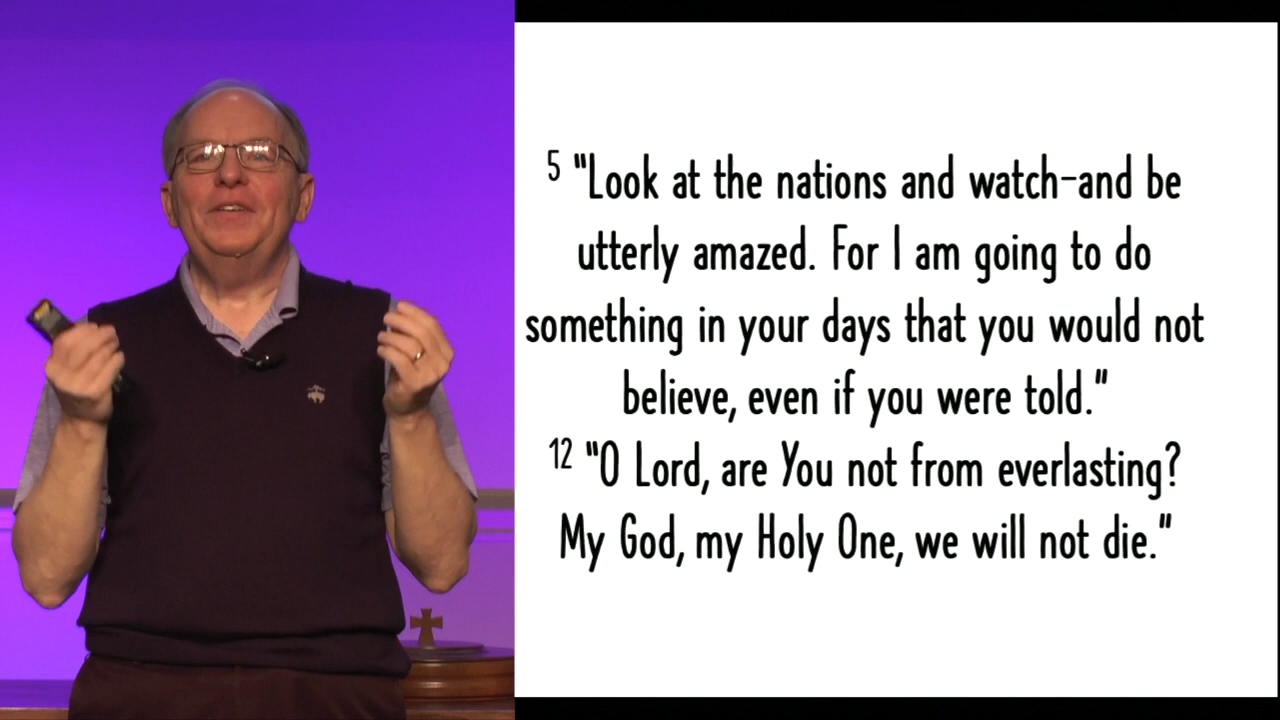 5 "Look at the nations and watch–and be
utterly amazed. For I am going to do
something in your days that you would not
believe, even if you were told."
12 "O Lord, are You not from everlasting?
My God, my Holy One, we will not die."